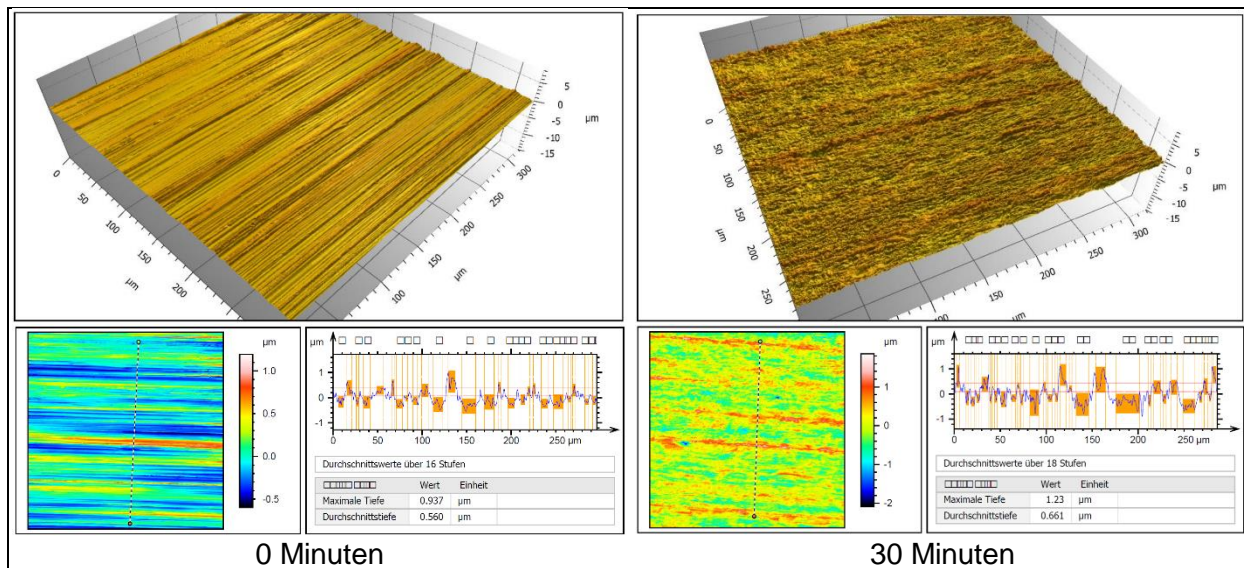 5
0
-5
-10
-15
µm
0
50
100
150
200
µm
100
150
200
250
300
µm
5
0
-5
-10
-15
µm
0
50
100
150
200
250
µm
100
150
200
250
300
µm
µm
1.0
0.5
0.0
-0.5
µm
1
0
-1
0 50 100 150 200 250 µm
Durchschnittswerte über 16 Stufen
Wert Einheit
Maximale Tiefe 0.937 µm
Durchschnittstiefe 0.560 µm
µm
1
0
-1
-2
µm
1
0
-1
0 50 100 150 200 250 µm
Durchschnittswerte über 18 Stufen
Wert Einheit
Maximale Tiefe 1.23 µm
Durchschnittstiefe 0.661 µm
0 Minuten
30 Minuten